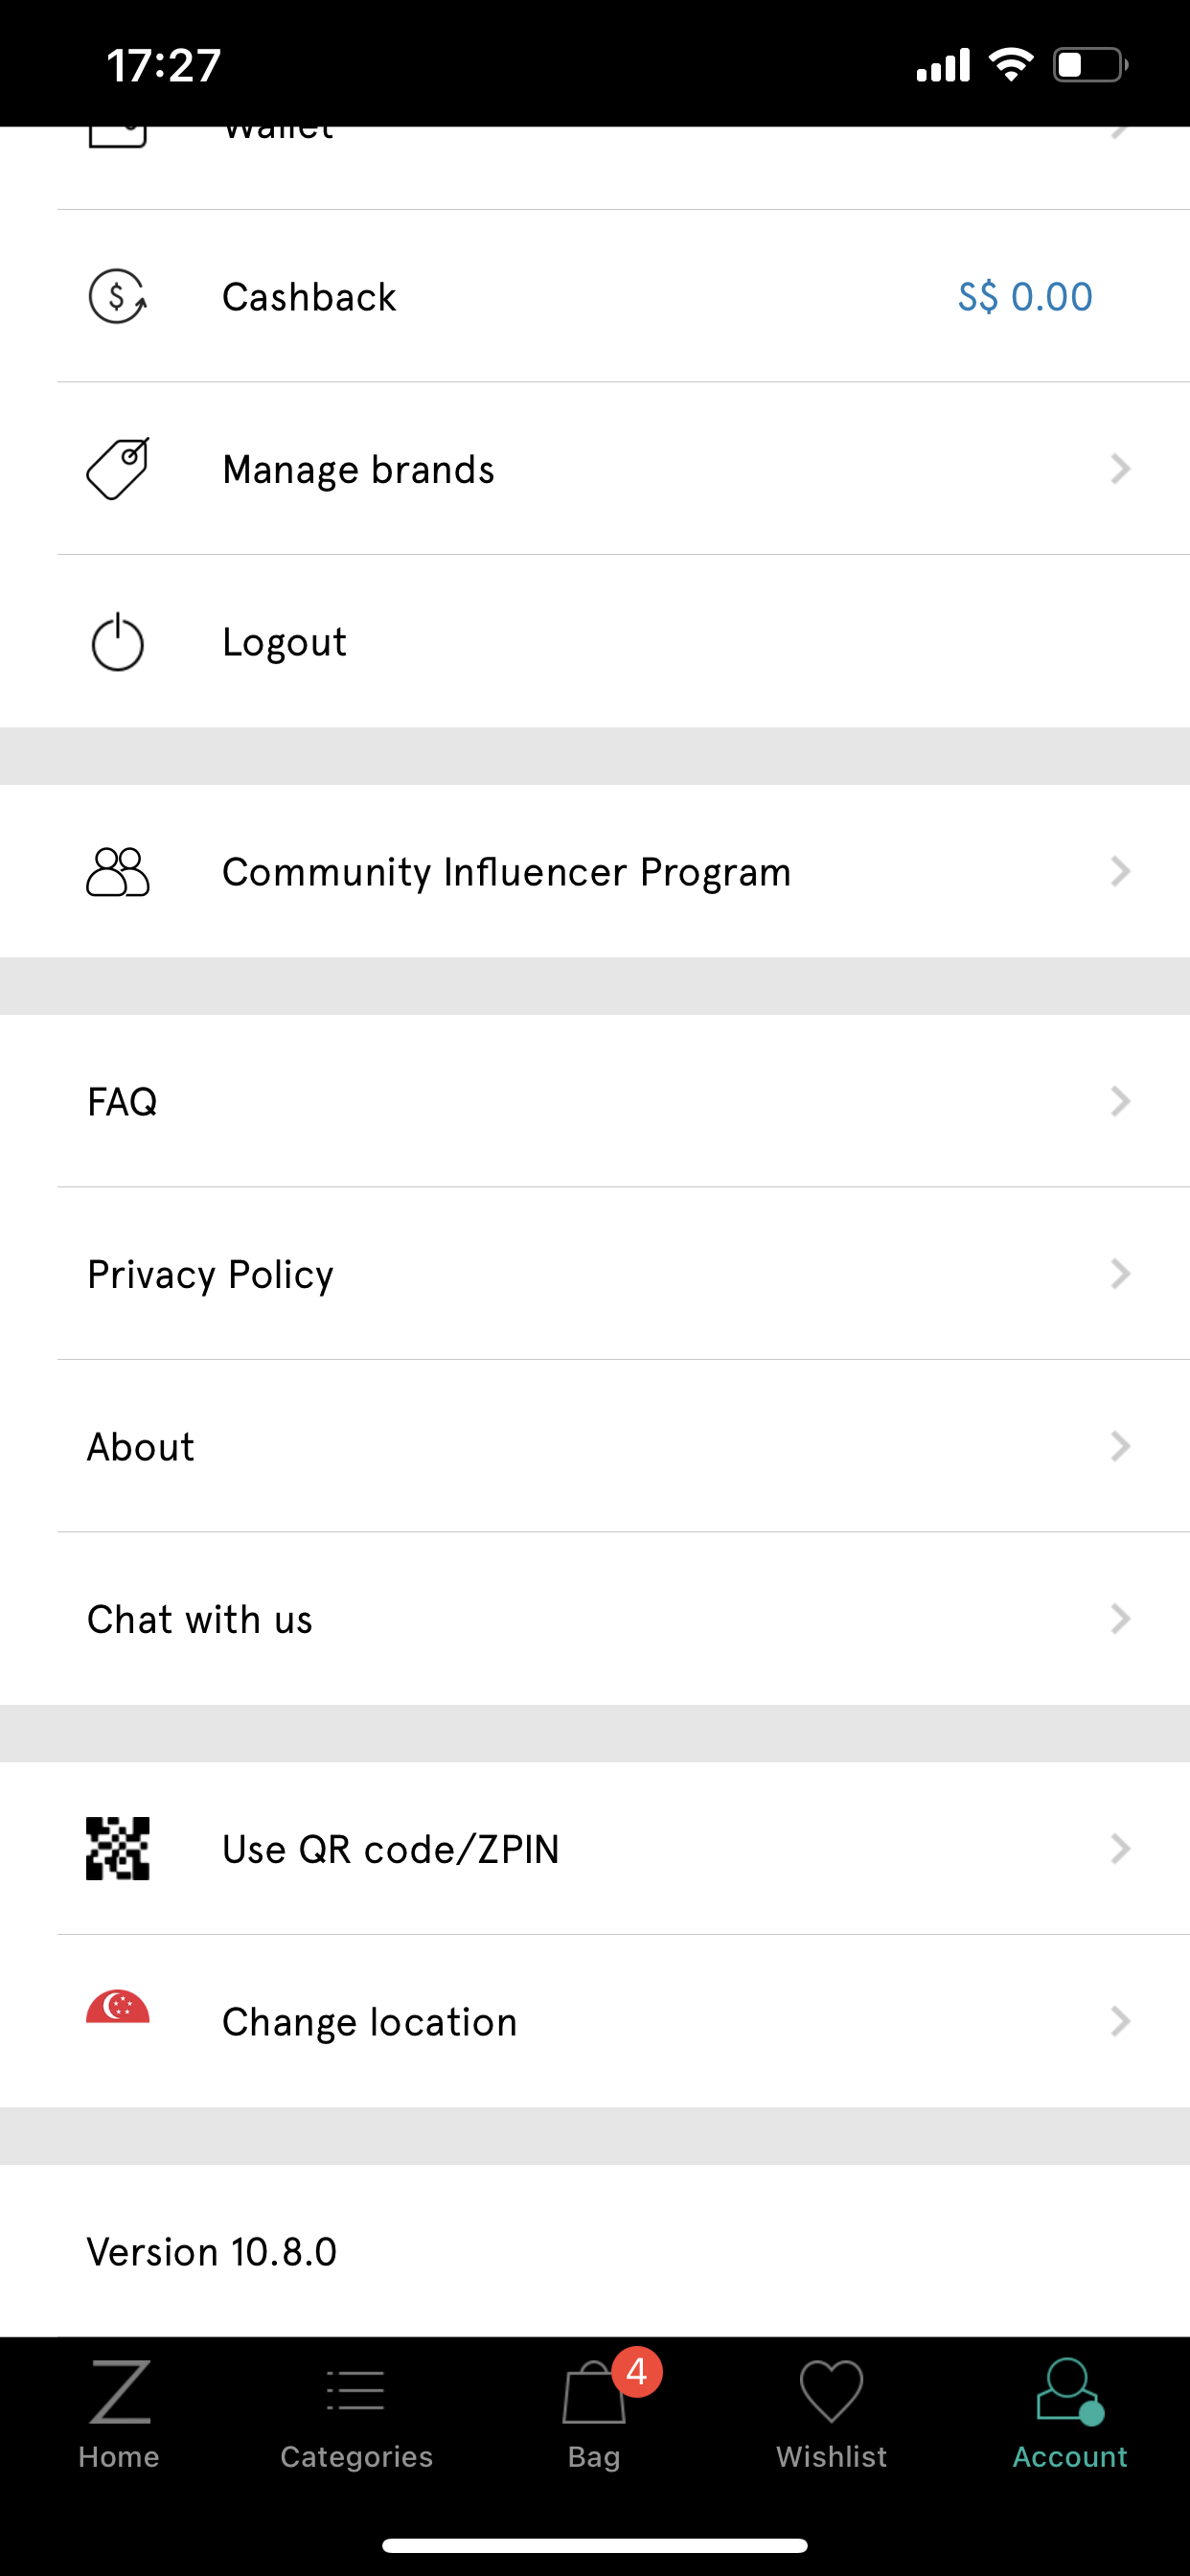 17:27
Wallet
Cashback
S$ 0.00
Manage brands
Logout
Community Influencer Program
FAQ
Privacy Policy
About
Chat with us
Use QR code/ZPIN
Change location
Version 10.8.0
4
Home
Categories
Bag
Wishlist
Account